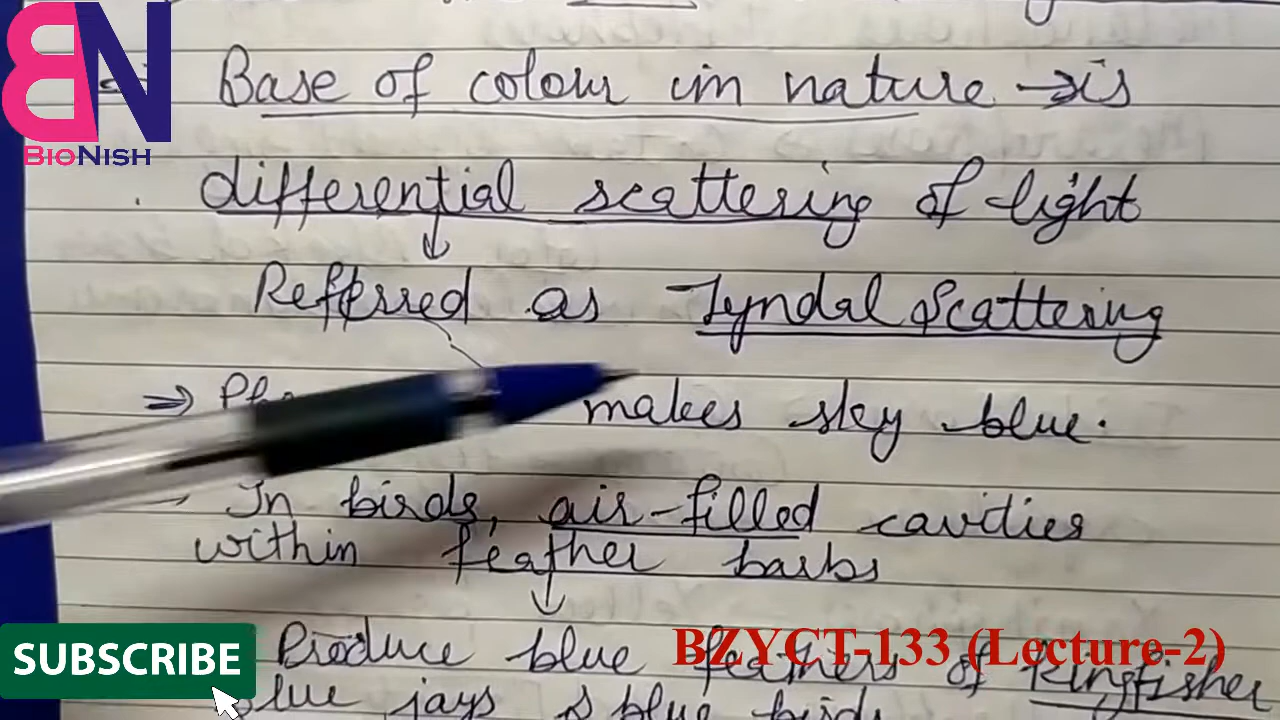 BN
BIONISH
a) Base of colour in nature → is
differential scattering of light
↓
Referred as Tyndal Scattering
⇒ makes sky blue.
→ In birds, air-filled cavities
within feather barbs
↓
Produce blue feathers of Kingfisher
blue jays & blue birds
SUBSCRIBE
BZYCT-133 (Lecture-2)